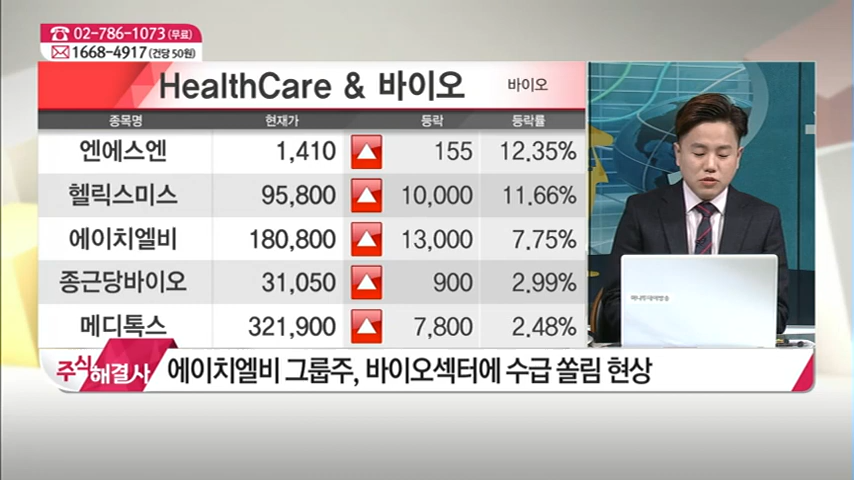 02-786-1073 (무료)
1668-4917 (건당 50원)
HealthCare & 바이오 바이오
종목명 현재가 등락 등락률
엔에스엔 1,410 155 12.35%
헬릭스미스 95,800 10,000 11.66%
에이치엘비 180,800 13,000 7.75%
종근당바이오 31,050 900 2.99%
메디톡스 321,900 7,800 2.48%
주식해결사
에이치엘비 그룹주, 바이오섹터에 수급 쏠림 현상